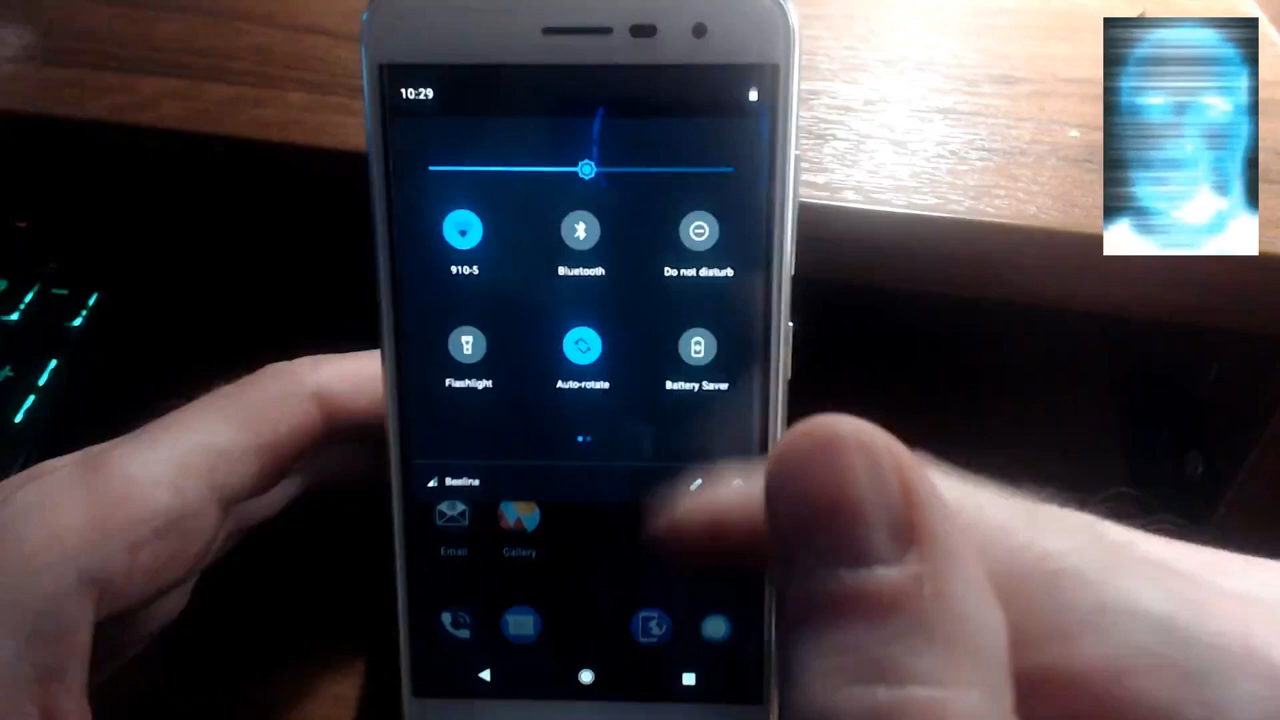 10:29
910-5
Bluetooth
Do not disturb
Flashlight
Auto-rotate
Battery Saver
Beeline
Email
Gallery